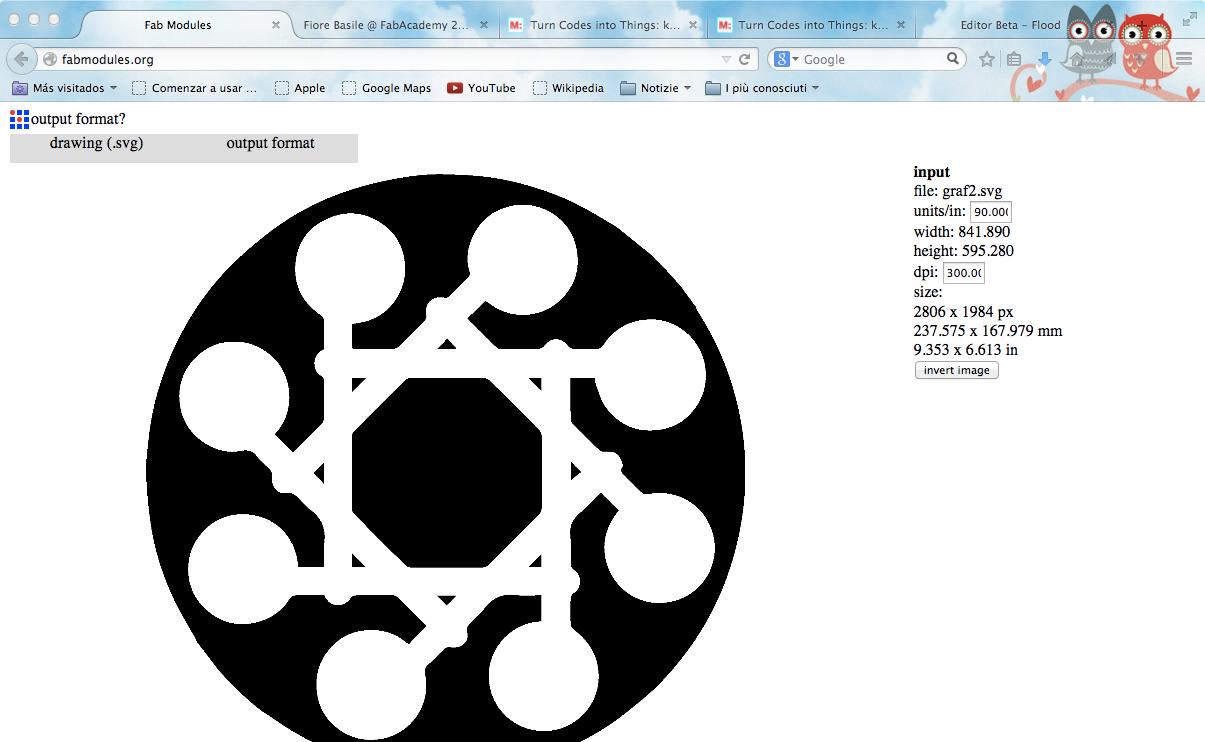 Fab Modules
Fiore Basile @ FabAcademy 2...
M: Turn Codes into Things: k...
M: Turn Codes into Things: k...
Editor Beta – Flood
fabmodules.org
8 Google
Más visitados
Comenzar a usar ...
Apple
Google Maps
YouTube
Wikipedia
Notizie
I più conosciuti
output format?
drawing (.svg) output format
input
file: graf2.svg
units/in: 90.000
width: 841.890
height: 595.280
dpi: 300.00
size:
2806 x 1984 px
237.575 x 167.979 mm
9.353 x 6.613 in
invert image